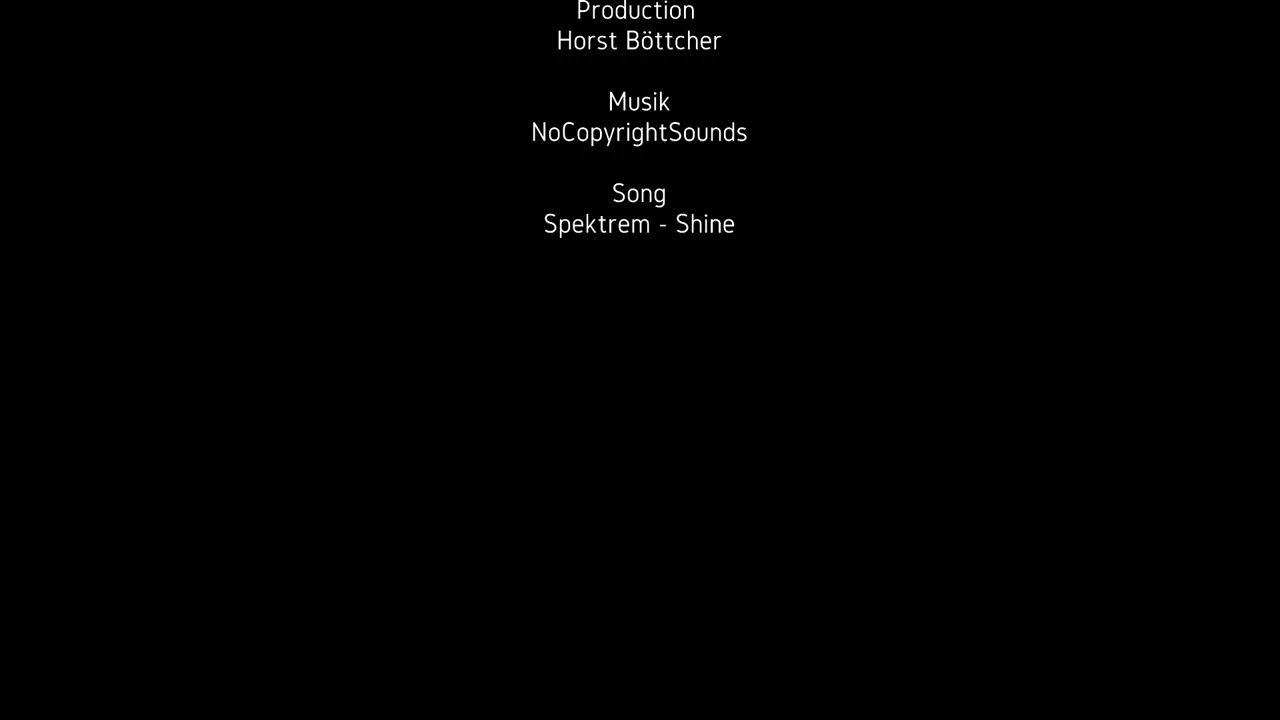 Production
Horst Böttcher
Musik
NoCopyrightSounds
Song
Spektrem - Shine